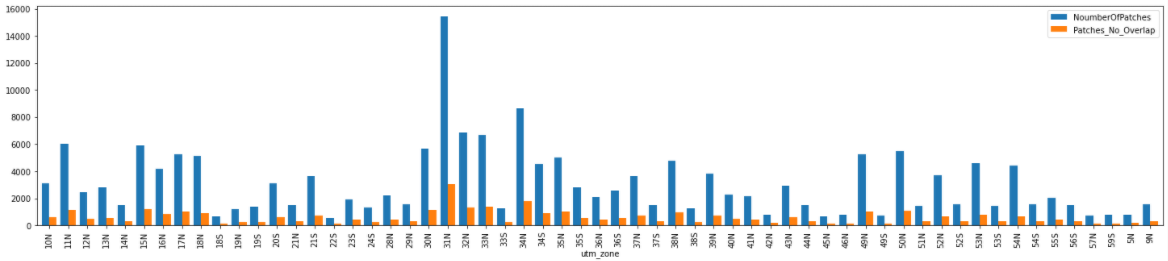 16000
14000
12000
10000
8000
6000
4000
2000
0
NoumberOfPatches
Patches_No_Overlap
10N 11N 12N 13N 14N 15N 16N 17N 18N 18S 19N 19S 20S 21N 21S 22S 23S 24S 28N 29N 30N 31N 32N 33N 33S 34N 34S 35N 35S 36N 36S 37N 37S 38N 38S 39N 40N 41N 42N 43N 44N 45N 46N 49N 49S 50N 51N 52N 52S 53N 53S 54N 54S 55S 56S 57N 59S 5N 9N
utm_zone